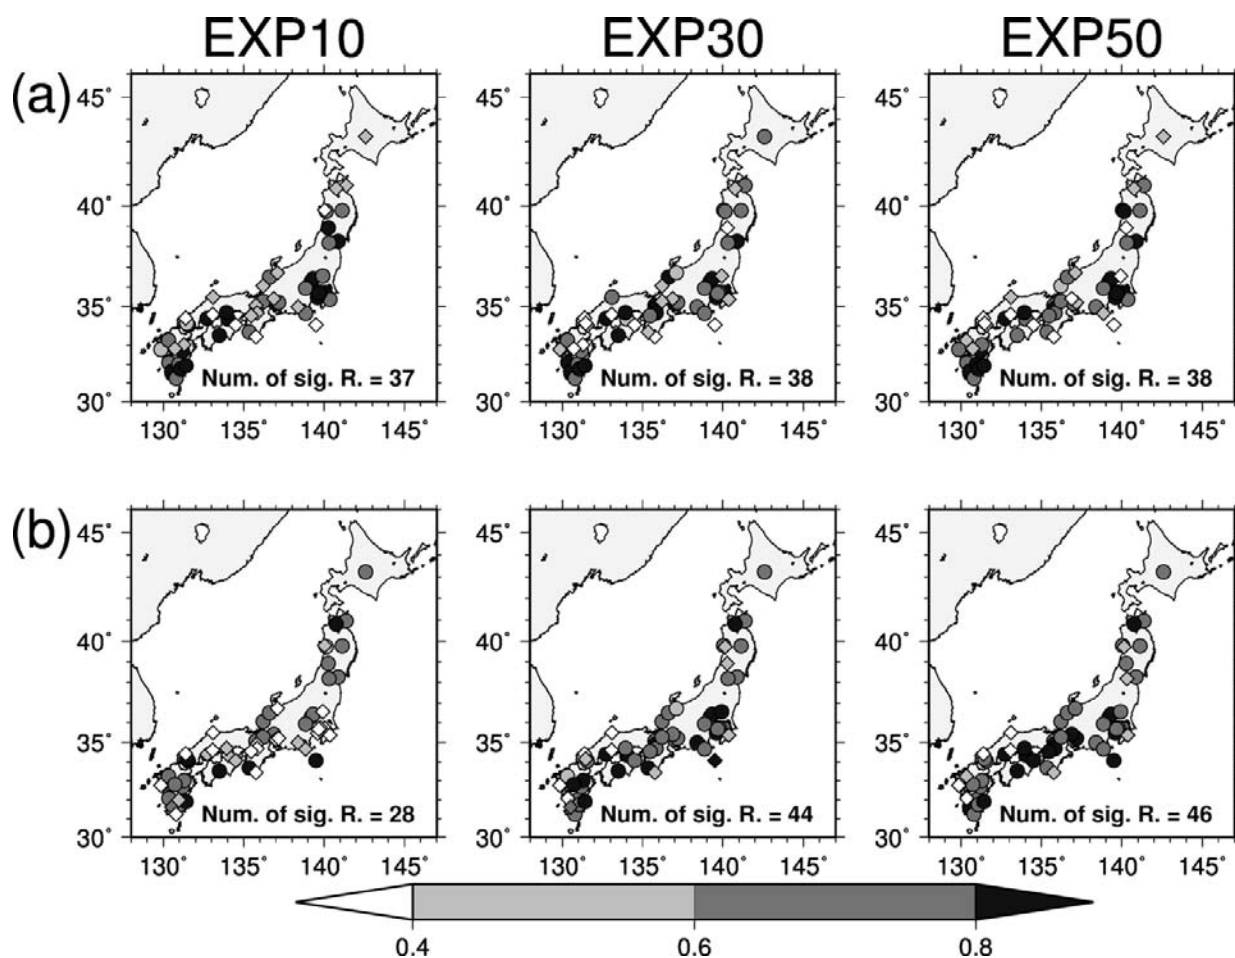 EXP10 EXP30 EXP50
(a)
45° 45° 45°
40° 40° 40°
35° 35° 35°
Num. of sig. R. = 37 Num. of sig. R. = 38 Num. of sig. R. = 38
30° 30° 30°
130° 135° 140° 145° 130° 135° 140° 145° 130° 135° 140° 145°
(b)
45° 45° 45°
40° 40° 40°
35° 35° 35°
Num. of sig. R. = 28 Num. of sig. R. = 44 Num. of sig. R. = 46
30° 30° 30°
130° 135° 140° 145° 130° 135° 140° 145° 130° 135° 140° 145°
0.4 0.6 0.8